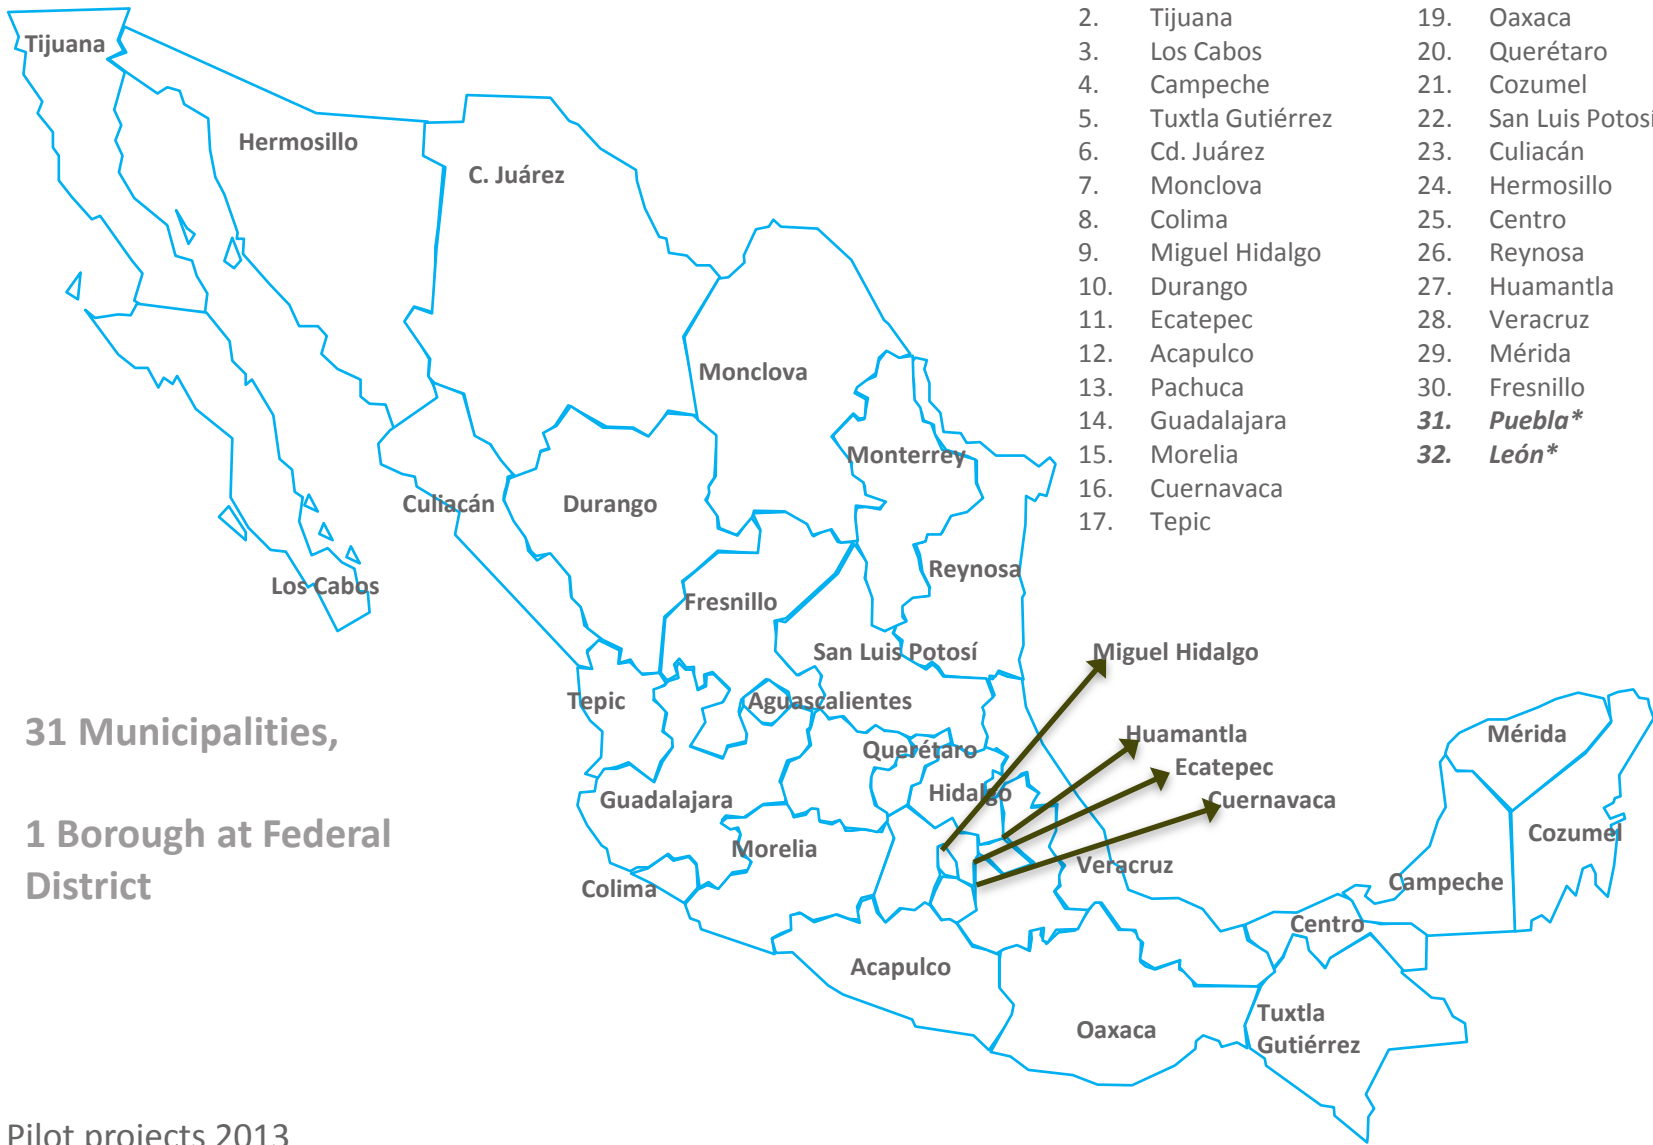 2. Tijuana
3. Los Cabos
4. Campeche
5. Tuxtla Gutiérrez
6. Cd. Juárez
7. Monclova
8. Colima
9. Miguel Hidalgo
10. Durango
11. Ecatepec
12. Acapulco
13. Pachuca
14. Guadalajara
15. Morelia
16. Cuernavaca
17. Tepic
19. Oaxaca
20. Querétaro
21. Cozumel
22. San Luis Potosí
23. Culiacán
24. Hermosillo
25. Centro
26. Reynosa
27. Huamantla
28. Veracruz
29. Mérida
30. Fresnillo
31. Puebla*
32. León*
Tijuana
Hermosillo
C. Juárez
Monclova
Monterrey
Culiacán
Durango
Reynosa
Los Cabos
Fresnillo
San Luis Potosí
Miguel Hidalgo
Tepic
Aguascalientes
Huamantla
Mérida
Querétaro
Ecatepec
Hidalgo
Guadalajara
Cuernavaca
Cozumel
Morelia
Veracruz
Colima
Campeche
Centro
Acapulco
Oaxaca
Tuxtla
Gutiérrez
31 Municipalities,
1 Borough at Federal
District
Pilot projects 2013